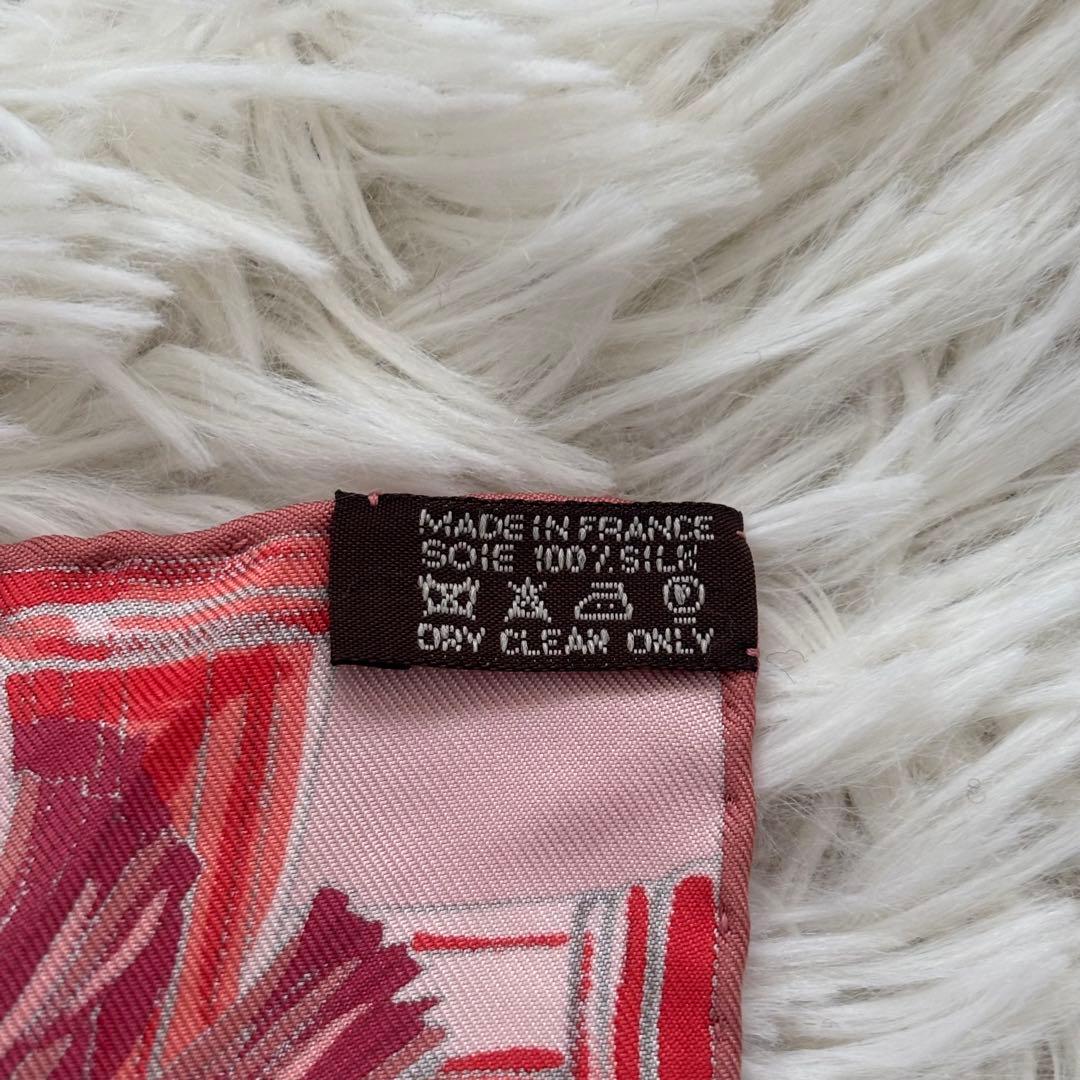 MADE IN FRANCE
SOIE 100% SILK
DRY CLEAN ONLY